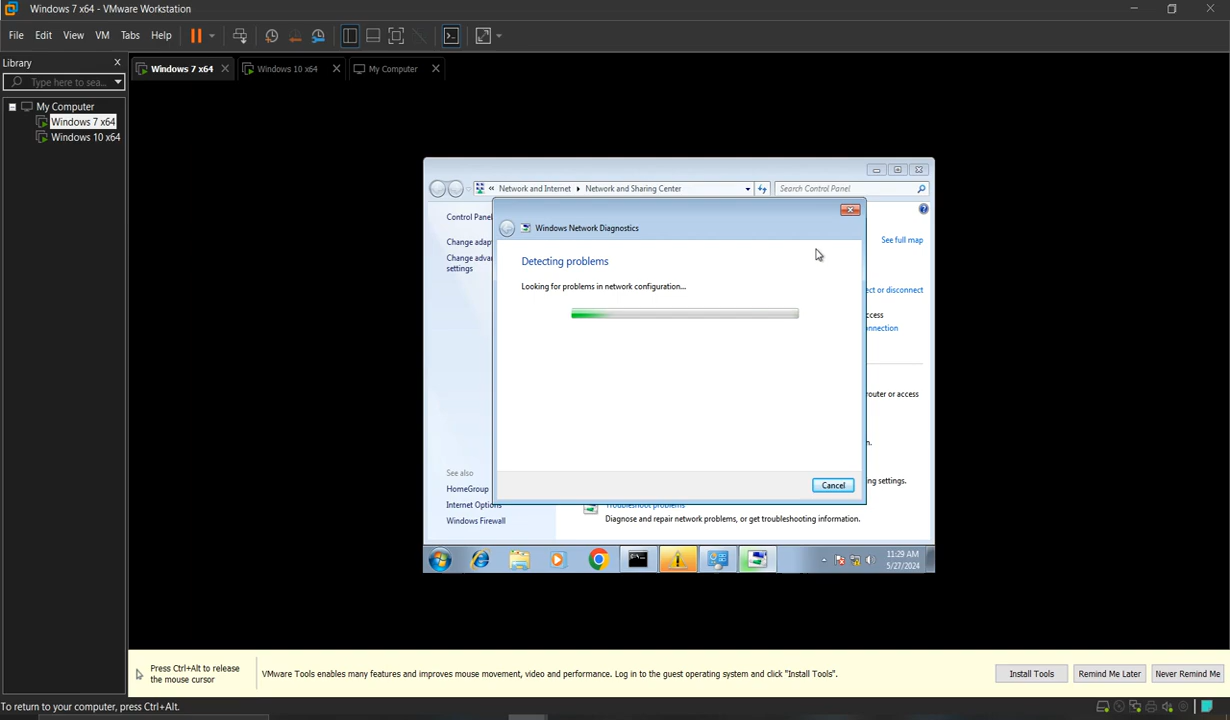 Windows 7 x64 - VMware Workstation
File Edit View VM Tabs Help
Library
Type here to sea...
Windows 7 x64
Windows 10 x64
My Computer
My Computer
Windows 7 x64
Windows 10 x64
« Network and Internet Network and Sharing Center
Search Control Panel
Control Panel
See full map
Change adap
Change adva
settings
Windows Network Diagnostics
Detecting problems
Looking for problems in network configuration...
Cancel
ect or disconnect
cess
nnection
router or access
n.
ng settings.
See also
HomeGroup
Internet Options
Windows Firewall
Troubleshoot problems
Diagnose and repair network problems, or get troubleshooting information.
11:29 AM
5/27/2024
Press Ctrl+Alt to release
the mouse cursor
VMware Tools enables many features and improves mouse movement, video and performance. Log in to the guest operating system and click "Install Tools".
Install Tools
Remind Me Later
Never Remind Me
To return to your computer, press Ctrl+Alt.